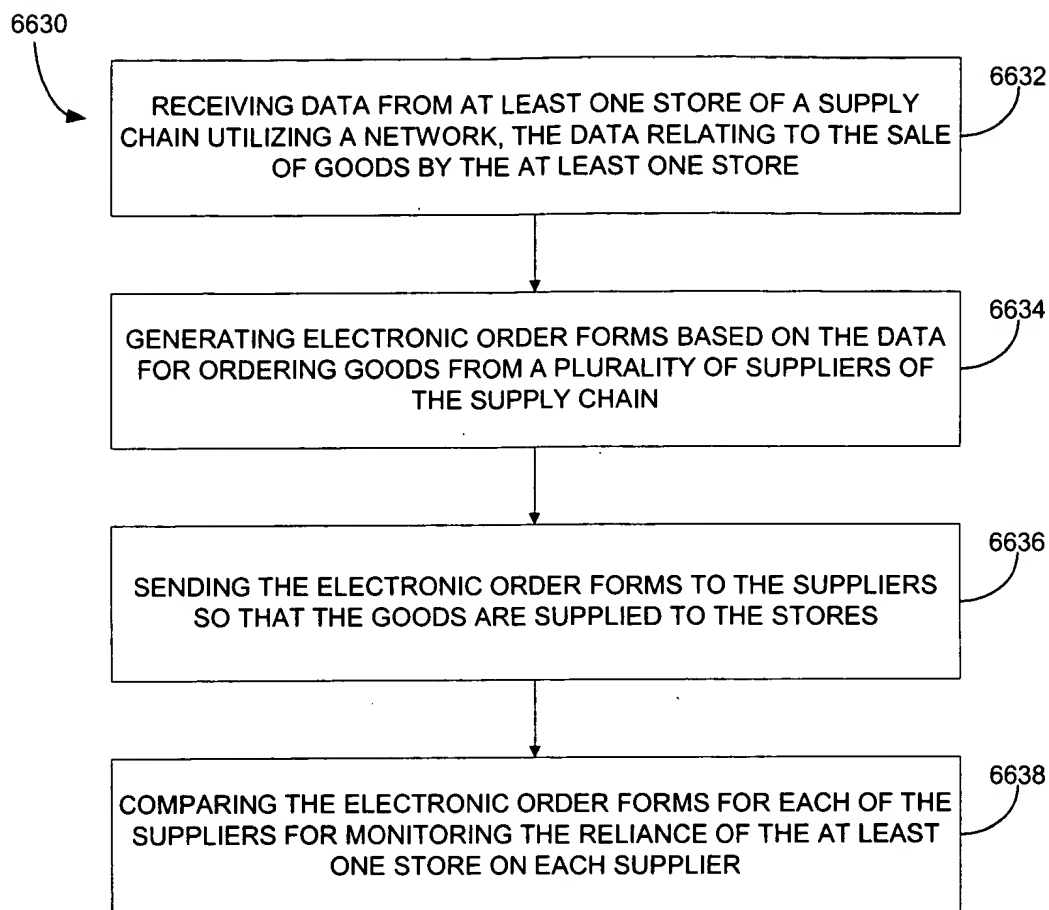 6630
6632
RECEIVING DATA FROM AT LEAST ONE STORE OF A SUPPLY
CHAIN UTILIZING A NETWORK, THE DATA RELATING TO THE SALE
OF GOODS BY THE AT LEAST ONE STORE
6634
GENERATING ELECTRONIC ORDER FORMS BASED ON THE DATA
FOR ORDERING GOODS FROM A PLURALITY OF SUPPLIERS OF
THE SUPPLY CHAIN
6636
SENDING THE ELECTRONIC ORDER FORMS TO THE SUPPLIERS
SO THAT THE GOODS ARE SUPPLIED TO THE STORES
6638
COMPARING THE ELECTRONIC ORDER FORMS FOR EACH OF THE
SUPPLIERS FOR MONITORING THE RELIANCE OF THE AT LEAST
ONE STORE ON EACH SUPPLIER